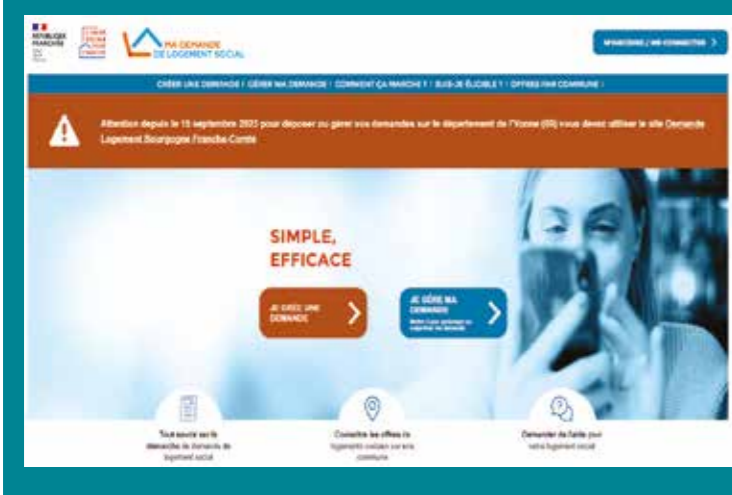 RÉPUBLIQUE
FRANÇAISE
MA DEMANDE
DE LOGEMENT SOCIAL
M'INSCRIRE / ME CONNECTER
CRÉER UNE DEMANDE | GÉRER MA DEMANDE | COMMENT ÇA MARCHE ? | SUIS-JE ÉLIGIBLE ? | OFFRES PAR COMMUNE |
Attention depuis le 15 septembre 2023 pour déposer ou gérer vos demandes sur le département de l'Yonne (89) vous devez utiliser le site Demande
Logement Bourgogne Franche-Comté
SIMPLE,
EFFICACE
JE CRÉE UNE
DEMANDE
JE GÈRE MA
DEMANDE
Tout savoir sur la
démarche de demande de
logement social
Connaître les offres de
logements sociaux sur une
commune
Demander de l'aide pour
votre logement social